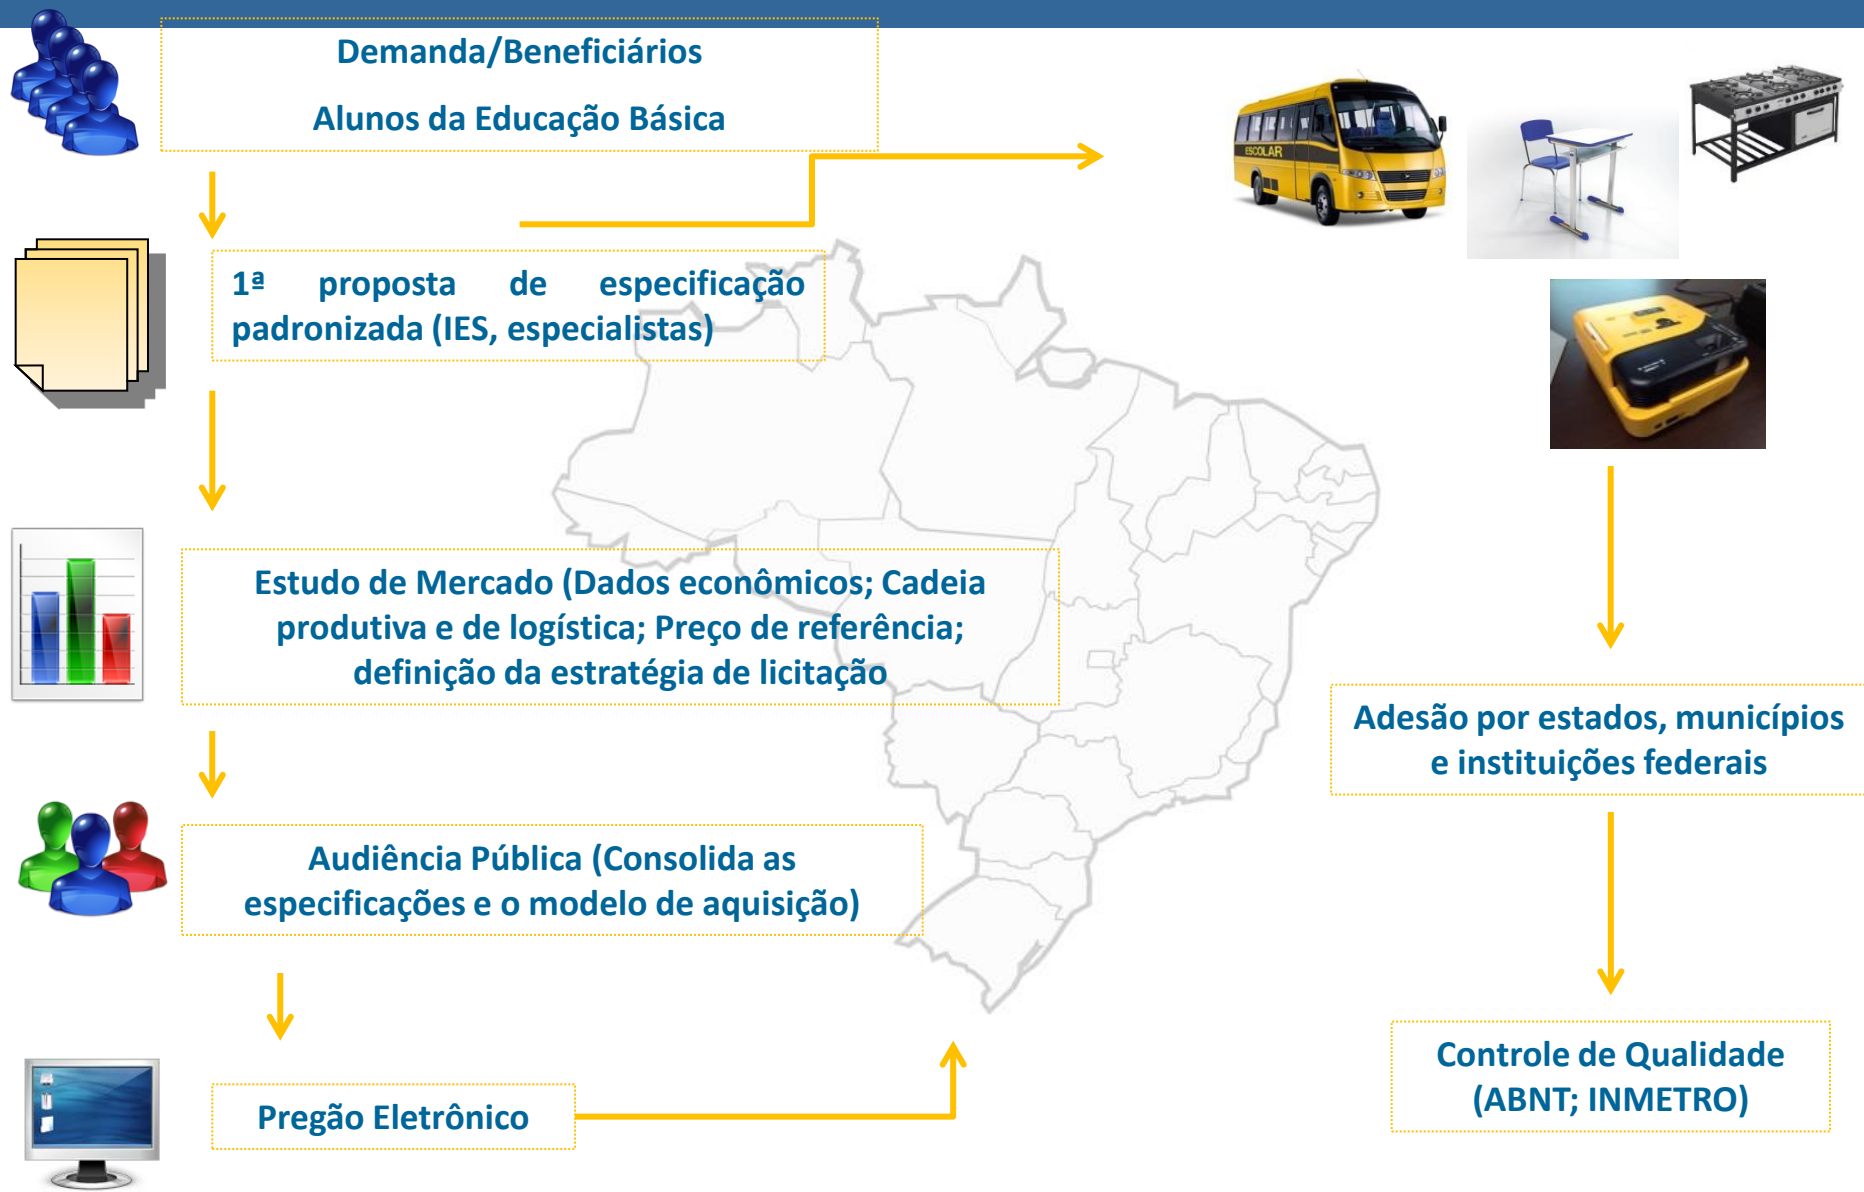 Demanda/Beneficiários
Alunos da Educação Básica
ESCOLAR
1ª proposta de especificação
padronizada (IES, especialistas)
Estudo de Mercado (Dados econômicos; Cadeia
produtiva e de logística; Preço de referência;
definição da estratégia de licitação
Audiência Pública (Consolida as
especificações e o modelo de aquisição)
Pregão Eletrônico
Adesão por estados, municípios
e instituições federais
Controle de Qualidade
(ABNT; INMETRO)